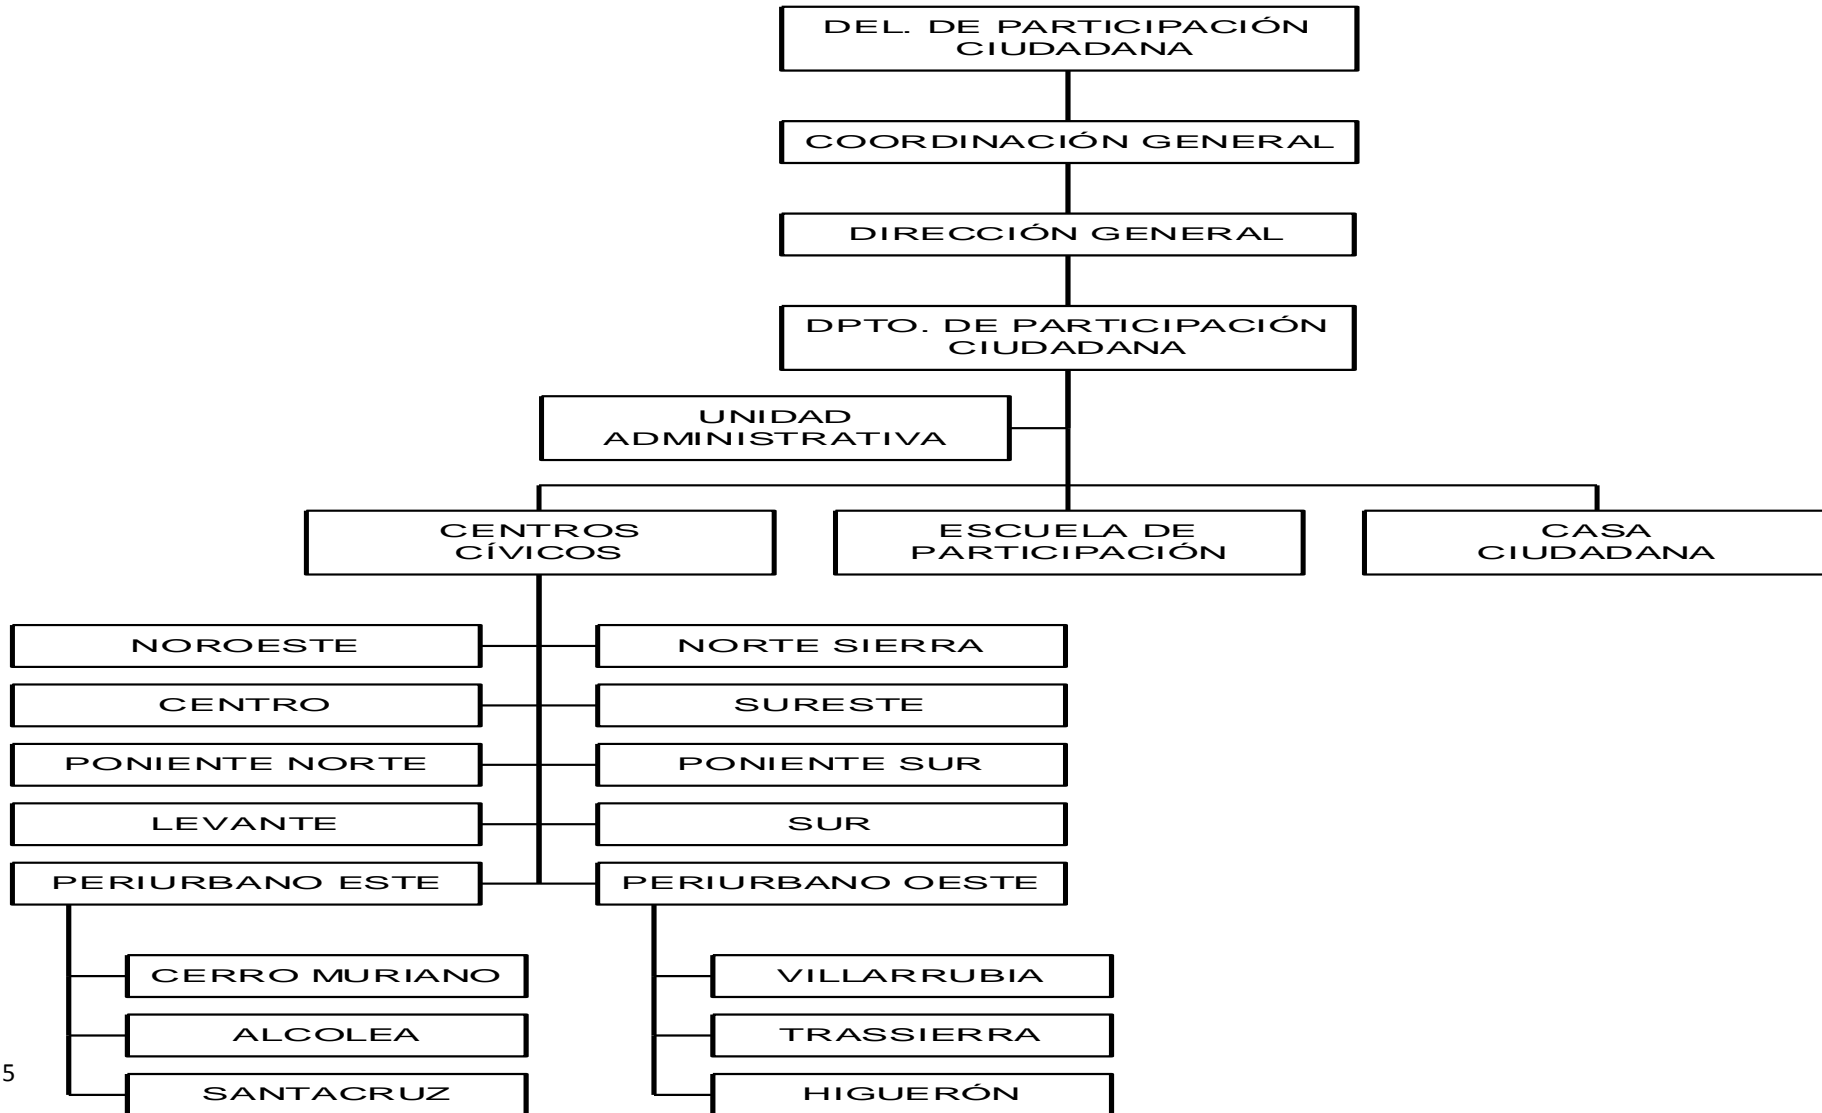 DEL. DE PARTICIPACIÓN
CIUDADANA
COORDINACIÓN GENERAL
DIRECCIÓN GENERAL
DPTO. DE PARTICIPACIÓN
CIUDADANA
UNIDAD
ADMINISTRATIVA
CENTROS
CÍVICOS
ESCUELA DE
PARTICIPACIÓN
CASA
CIUDADANA
NOROESTE
NORTE SIERRA
CENTRO
SURESTE
PONIENTE NORTE
PONIENTE SUR
LEVANTE
SUR
PERIURBANO ESTE
PERIURBANO OESTE
CERRO MURIANO
VILLARRUBIA
ALCOLEA
TRASSIERRA
SANTACRUZ
HIGUERÓN
5